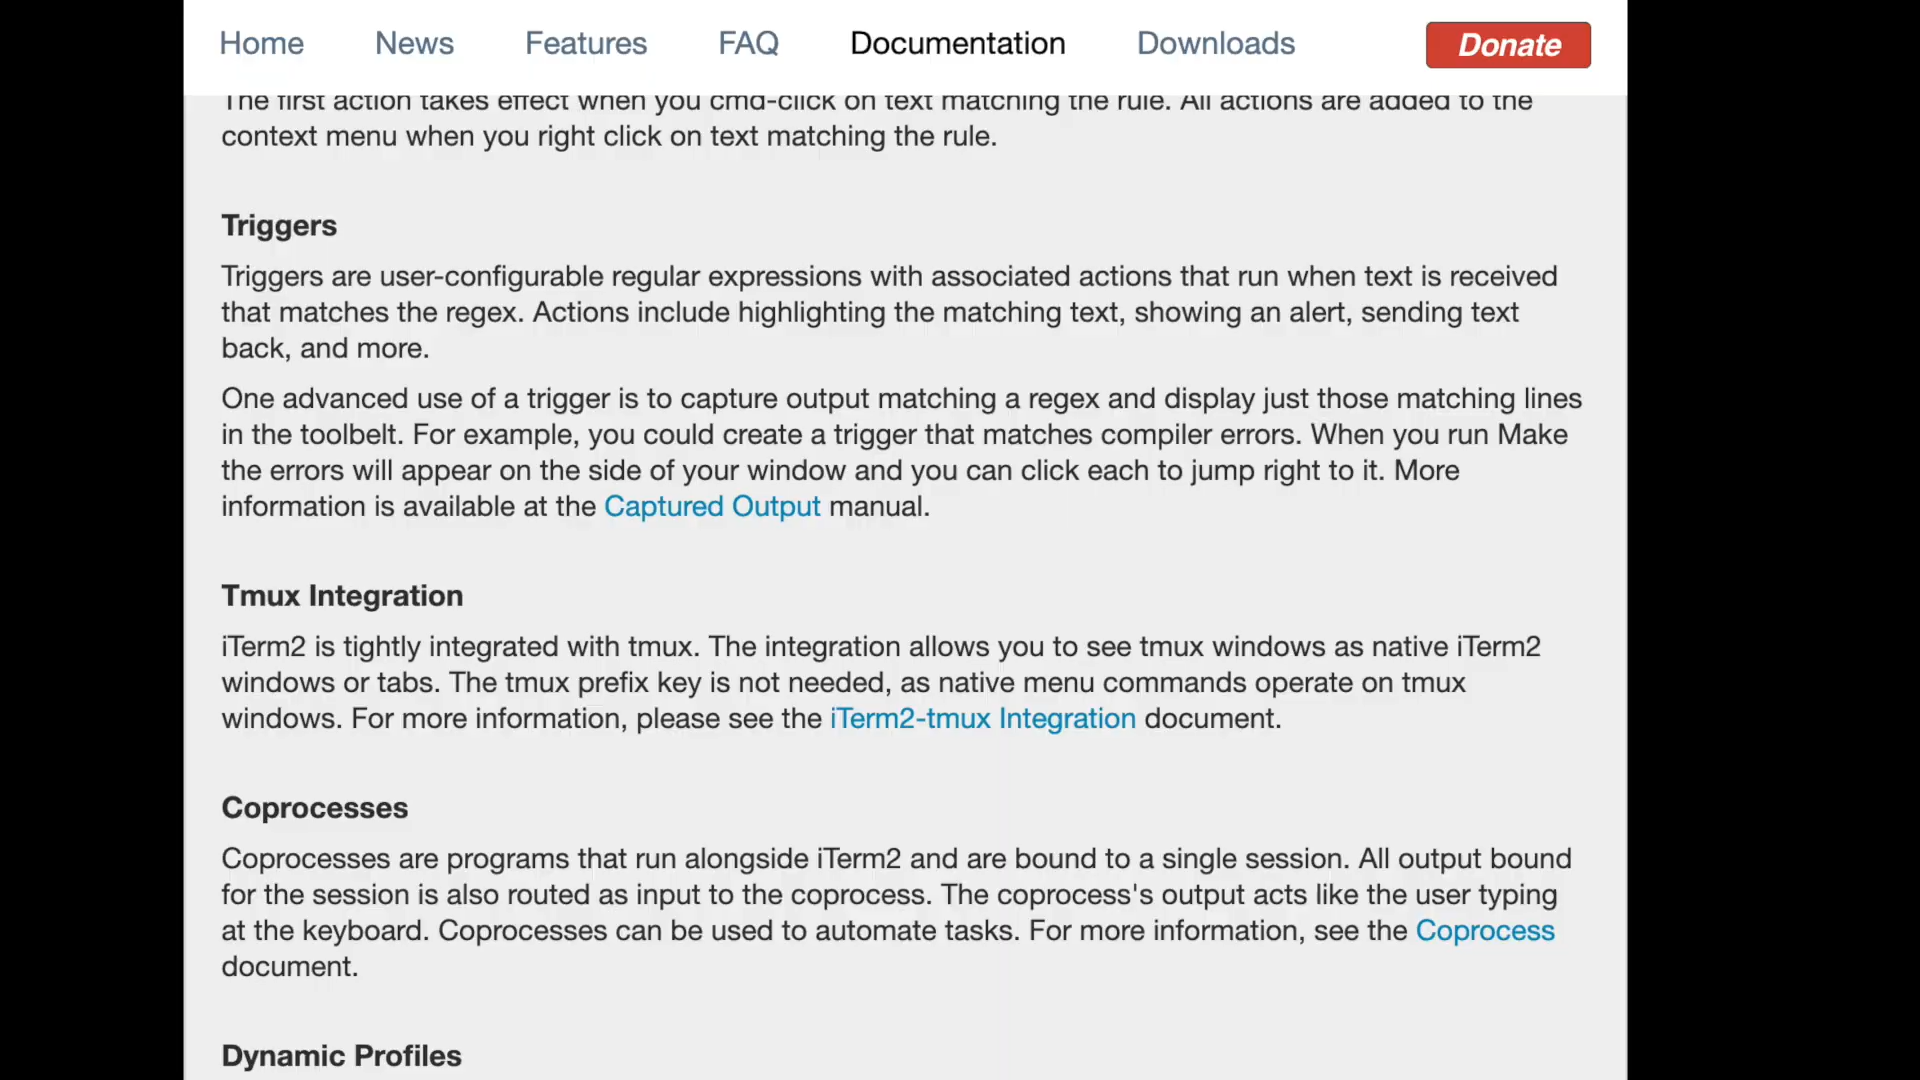 Home News Features FAQ Documentation Downloads Donate
The first action takes effect when you cmd-click on text matching the rule. All actions are added to the
context menu when you right click on text matching the rule.
Triggers
Triggers are user-configurable regular expressions with associated actions that run when text is received
that matches the regex. Actions include highlighting the matching text, showing an alert, sending text
back, and more.
One advanced use of a trigger is to capture output matching a regex and display just those matching lines
in the toolbelt. For example, you could create a trigger that matches compiler errors. When you run Make
the errors will appear on the side of your window and you can click each to jump right to it. More
information is available at the Captured Output manual.
Tmux Integration
iTerm2 is tightly integrated with tmux. The integration allows you to see tmux windows as native iTerm2
windows or tabs. The tmux prefix key is not needed, as native menu commands operate on tmux
windows. For more information, please see the iTerm2-tmux Integration document.
Coprocesses
Coprocesses are programs that run alongside iTerm2 and are bound to a single session. All output bound
for the session is also routed as input to the coprocess. The coprocess's output acts like the user typing
at the keyboard. Coprocesses can be used to automate tasks. For more information, see the Coprocess
document.
Dynamic Profiles